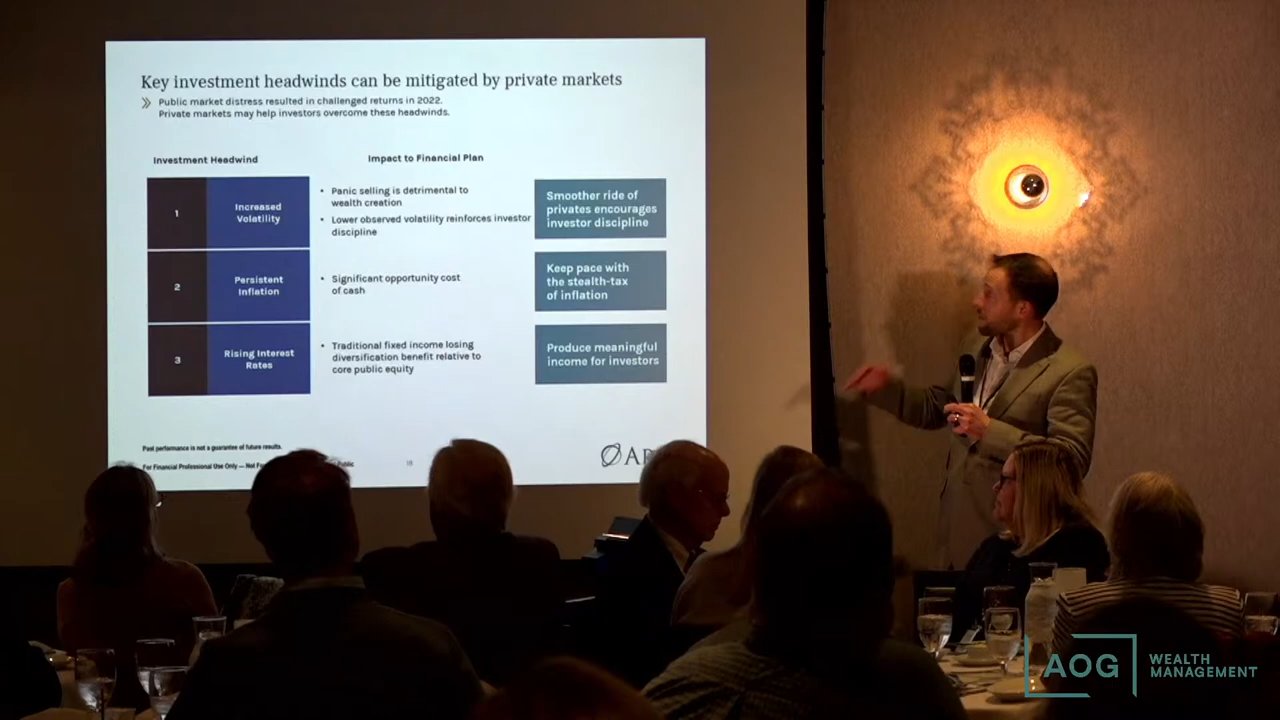 Key investment headwinds can be mitigated by private markets
Public market distress resulted in challenged returns in 2022.
Private markets may help investors overcome these headwinds.
Investment Headwind
Impact to Financial Plan
1
Increased
Volatility
• Panic selling is detrimental to
wealth creation
• Lower observed volatility reinforces investor
discipline
Smoother ride of
privates encourages
investor discipline
2
Persistent
Inflation
• Significant opportunity cost
of cash
Keep pace with
the stealth-tax
of inflation
3
Rising Interest
Rates
• Traditional fixed income losing
diversification benefit relative to
core public equity
Produce meaningful
income for investors
Past performance is not a guarantee of future results.
For Financial Professional Use Only — Not Public
18
AOG
WEALTH
MANAGEMENT